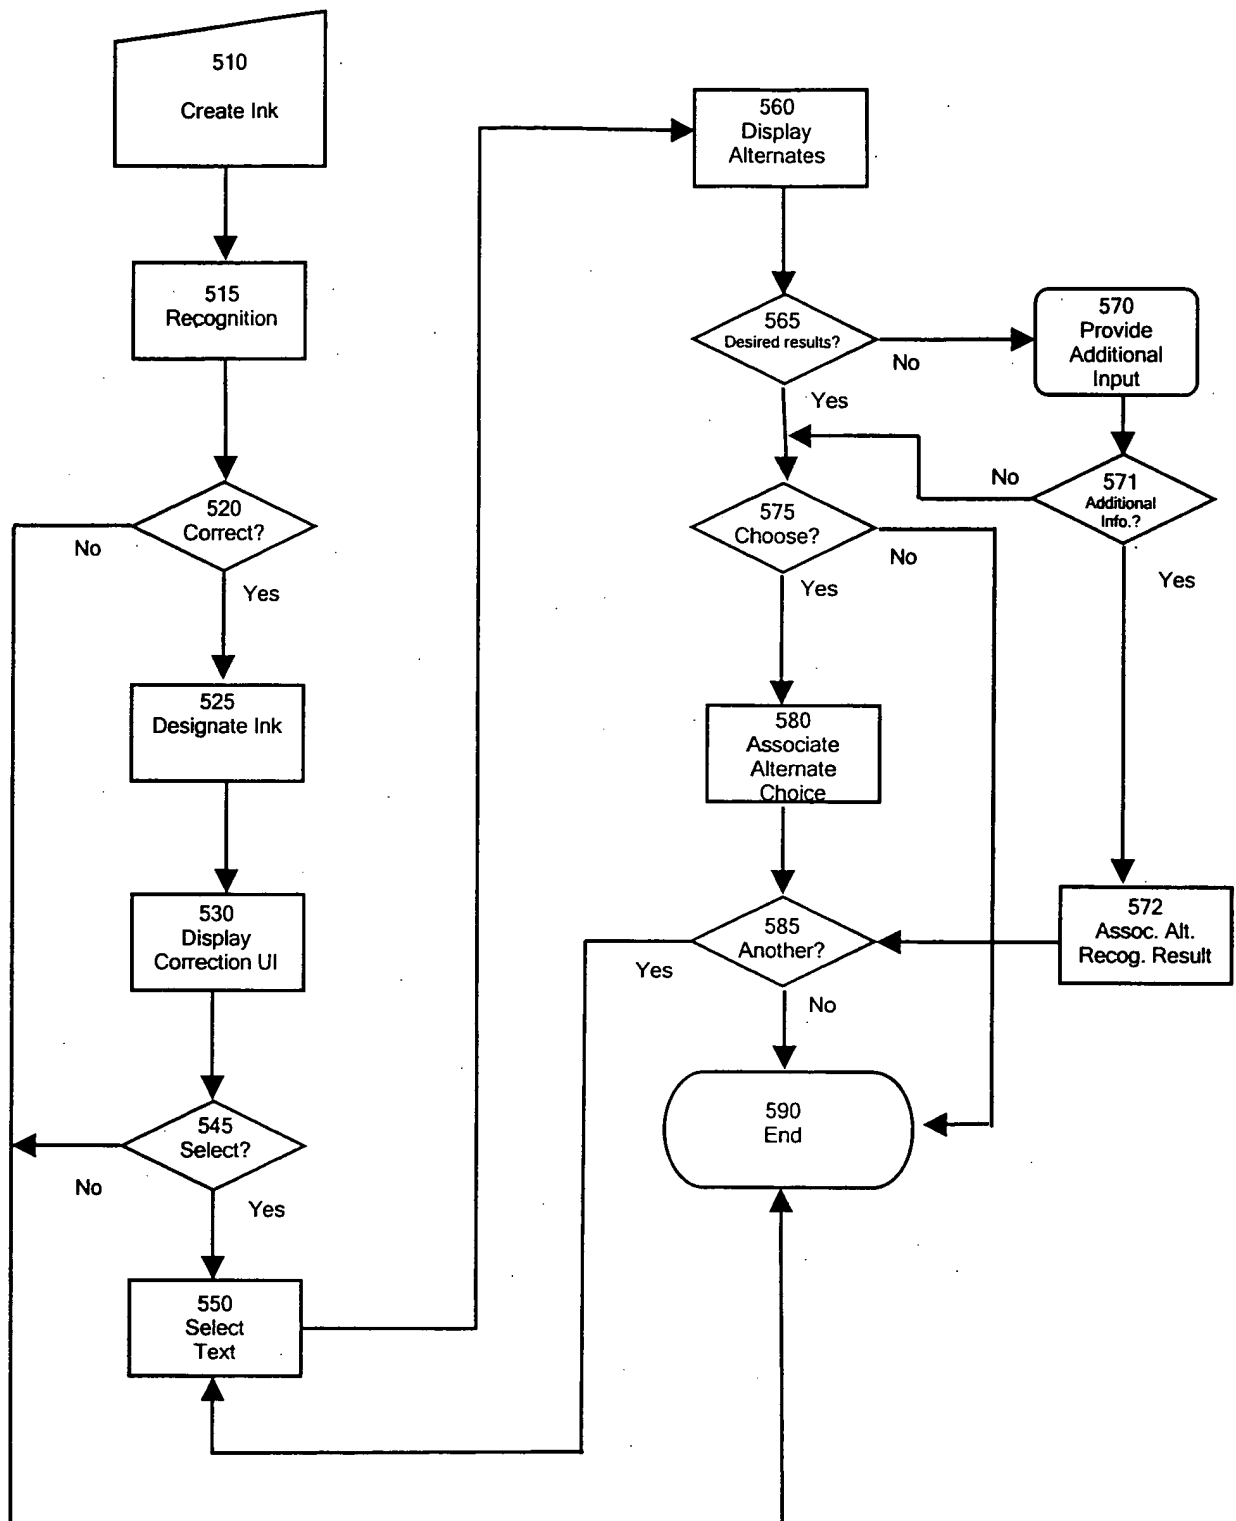 510
Create Ink
515
Recognition
520
Correct?
No
Yes
525
Designate Ink
530
Display
Correction UI
545
Select?
No
Yes
550
Select
Text
560
Display
Alternates
565
Desired results?
No
Yes
570
Provide
Additional
Input
571
Additional
Info.?
No
Yes
572
Assoc. Alt.
Recog. Result
575
Choose?
No
Yes
580
Associate
Alternate
Choice
585
Another?
Yes
No
590
End